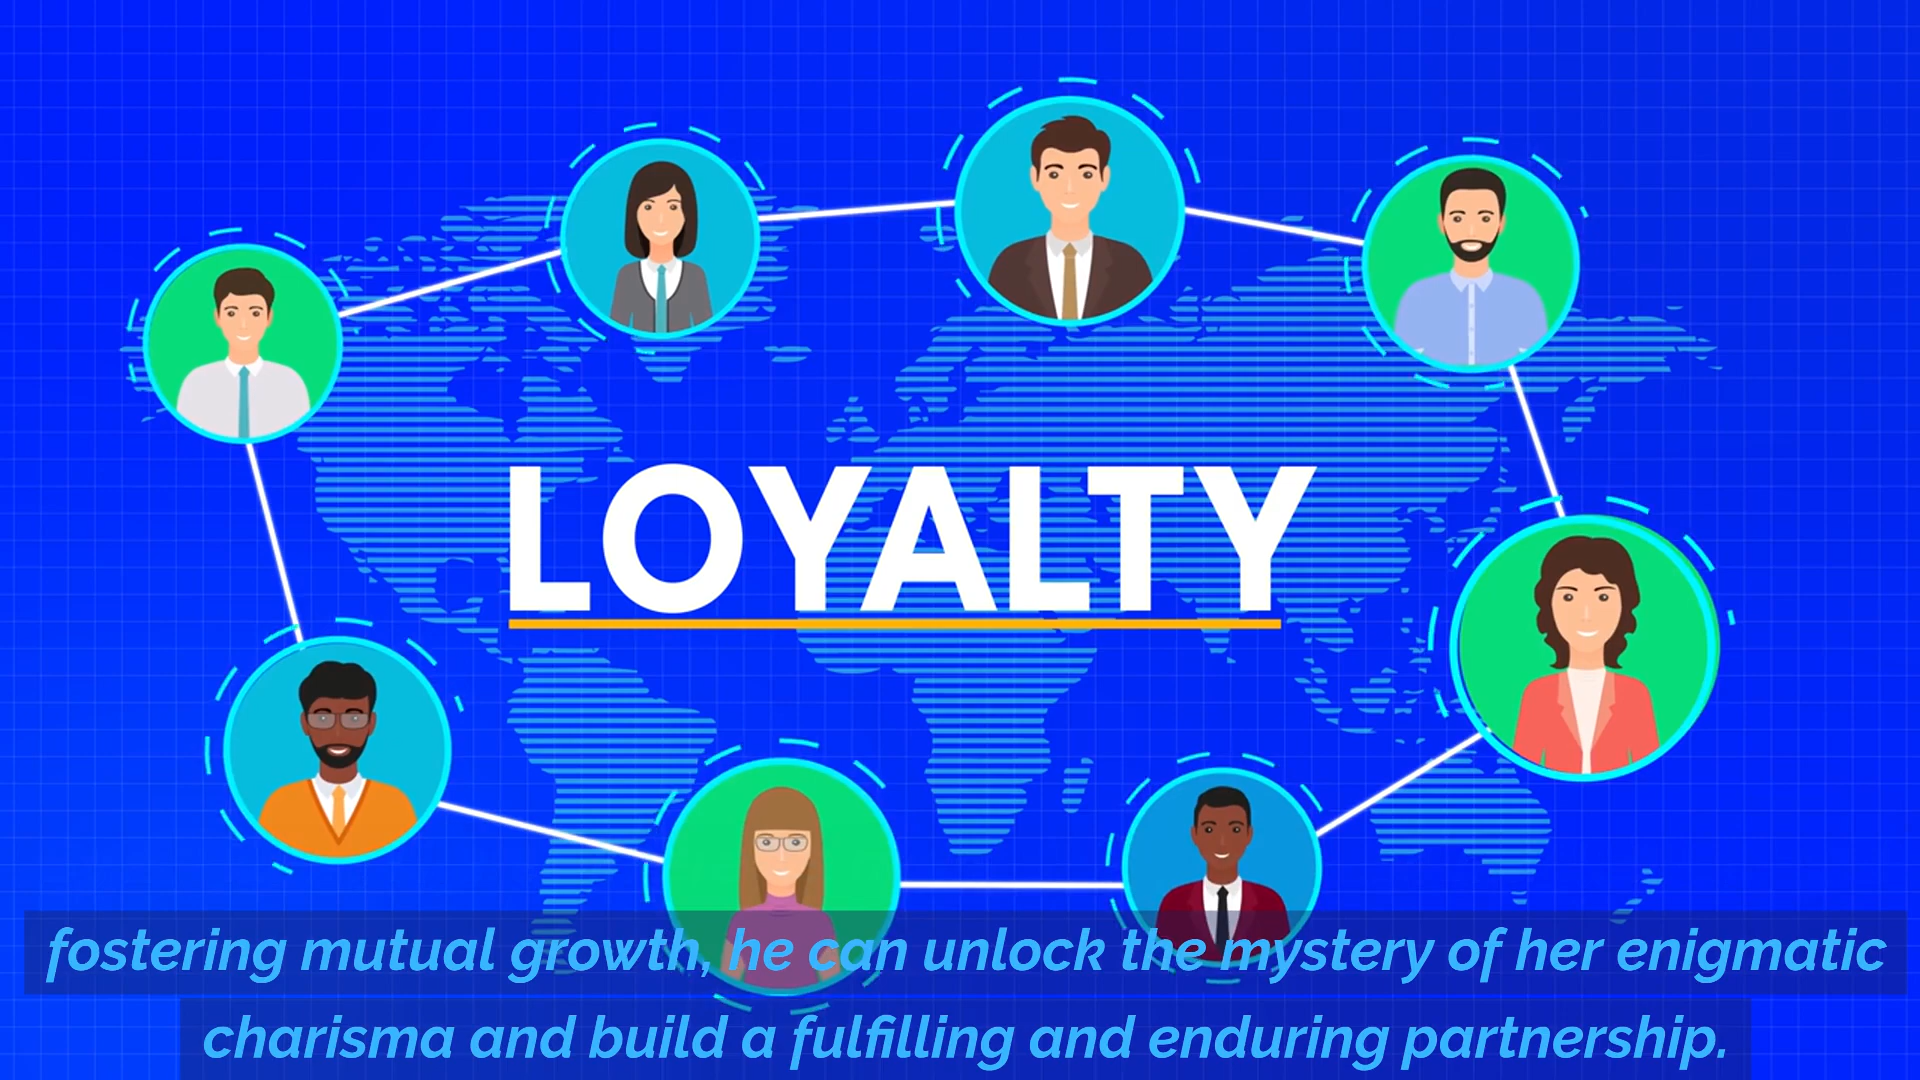 LOYALTY
fostering mutual growth, he can unlock the mystery of her enigmatic
charisma and build a fulfilling and enduring partnership.